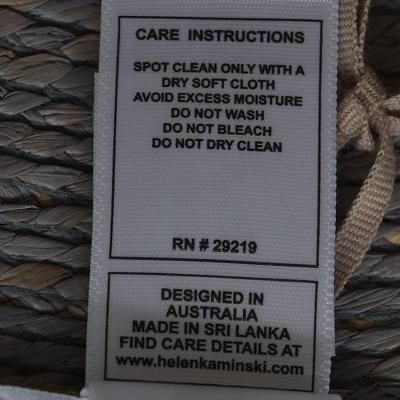 CARE INSTRUCTIONS
SPOT CLEAN ONLY WITH A
DRY SOFT CLOTH
AVOID EXCESS MOISTURE
DO NOT WASH
DO NOT BLEACH
DO NOT DRY CLEAN
RN # 29219
DESIGNED IN
AUSTRALIA
MADE IN SRI LANKA
FIND CARE DETAILS AT
www.helenkaminski.com